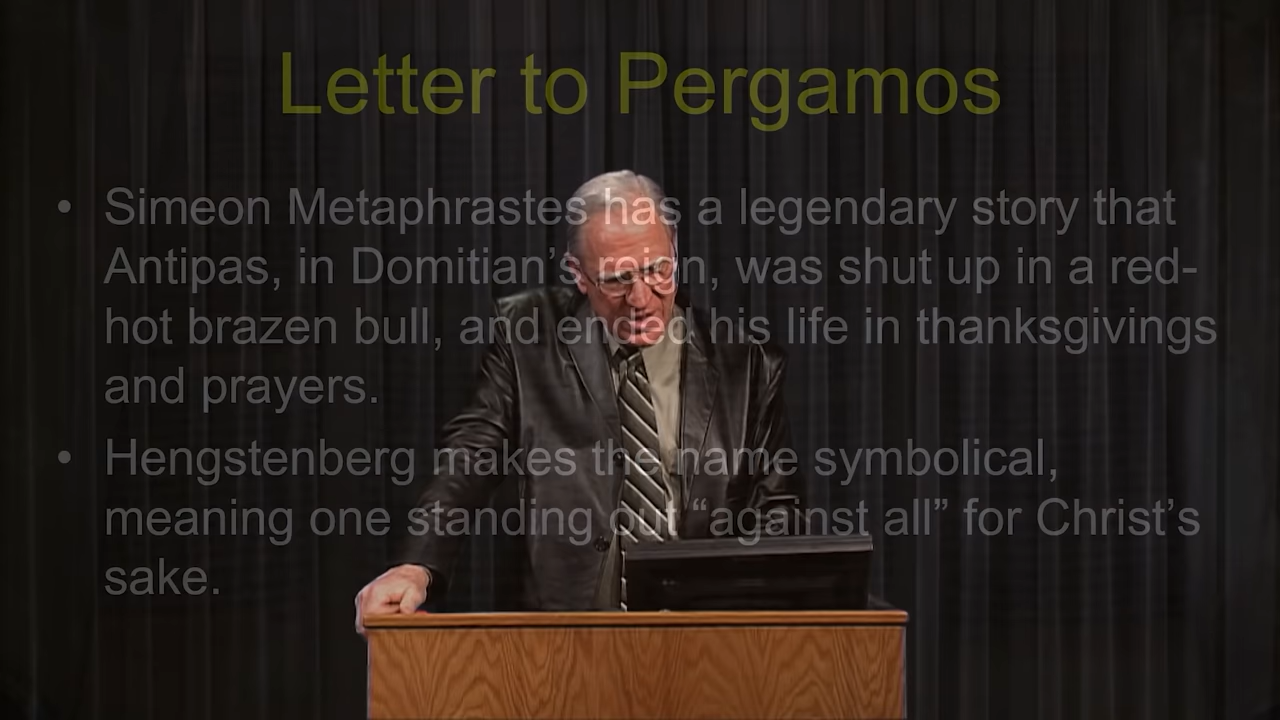 Letter to Pergamos
• Simeon Metaphrastes has a legendary story that
Antipas, in Domitian's reign, was shut up in a red-
hot brazen bull, and ended his life in thanksgivings
and prayers.
• Hengstenberg makes the name symbolical,
meaning one standing out “against all” for Christ's
sake.